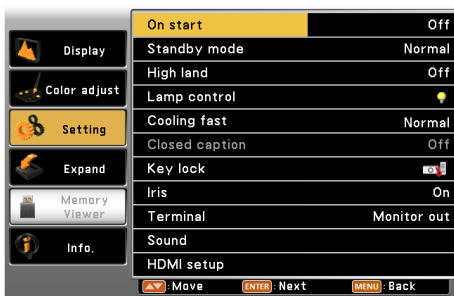 Display
Color adjust
Setting
Expand
Memory
Viewer
Info.
On start Off
Standby mode Normal
High land Off
Lamp control
Cooling fast Normal
Closed caption Off
Key lock
Iris On
Terminal Monitor out
Sound
HDMI setup
: Move ENTER : Next MENU : Back